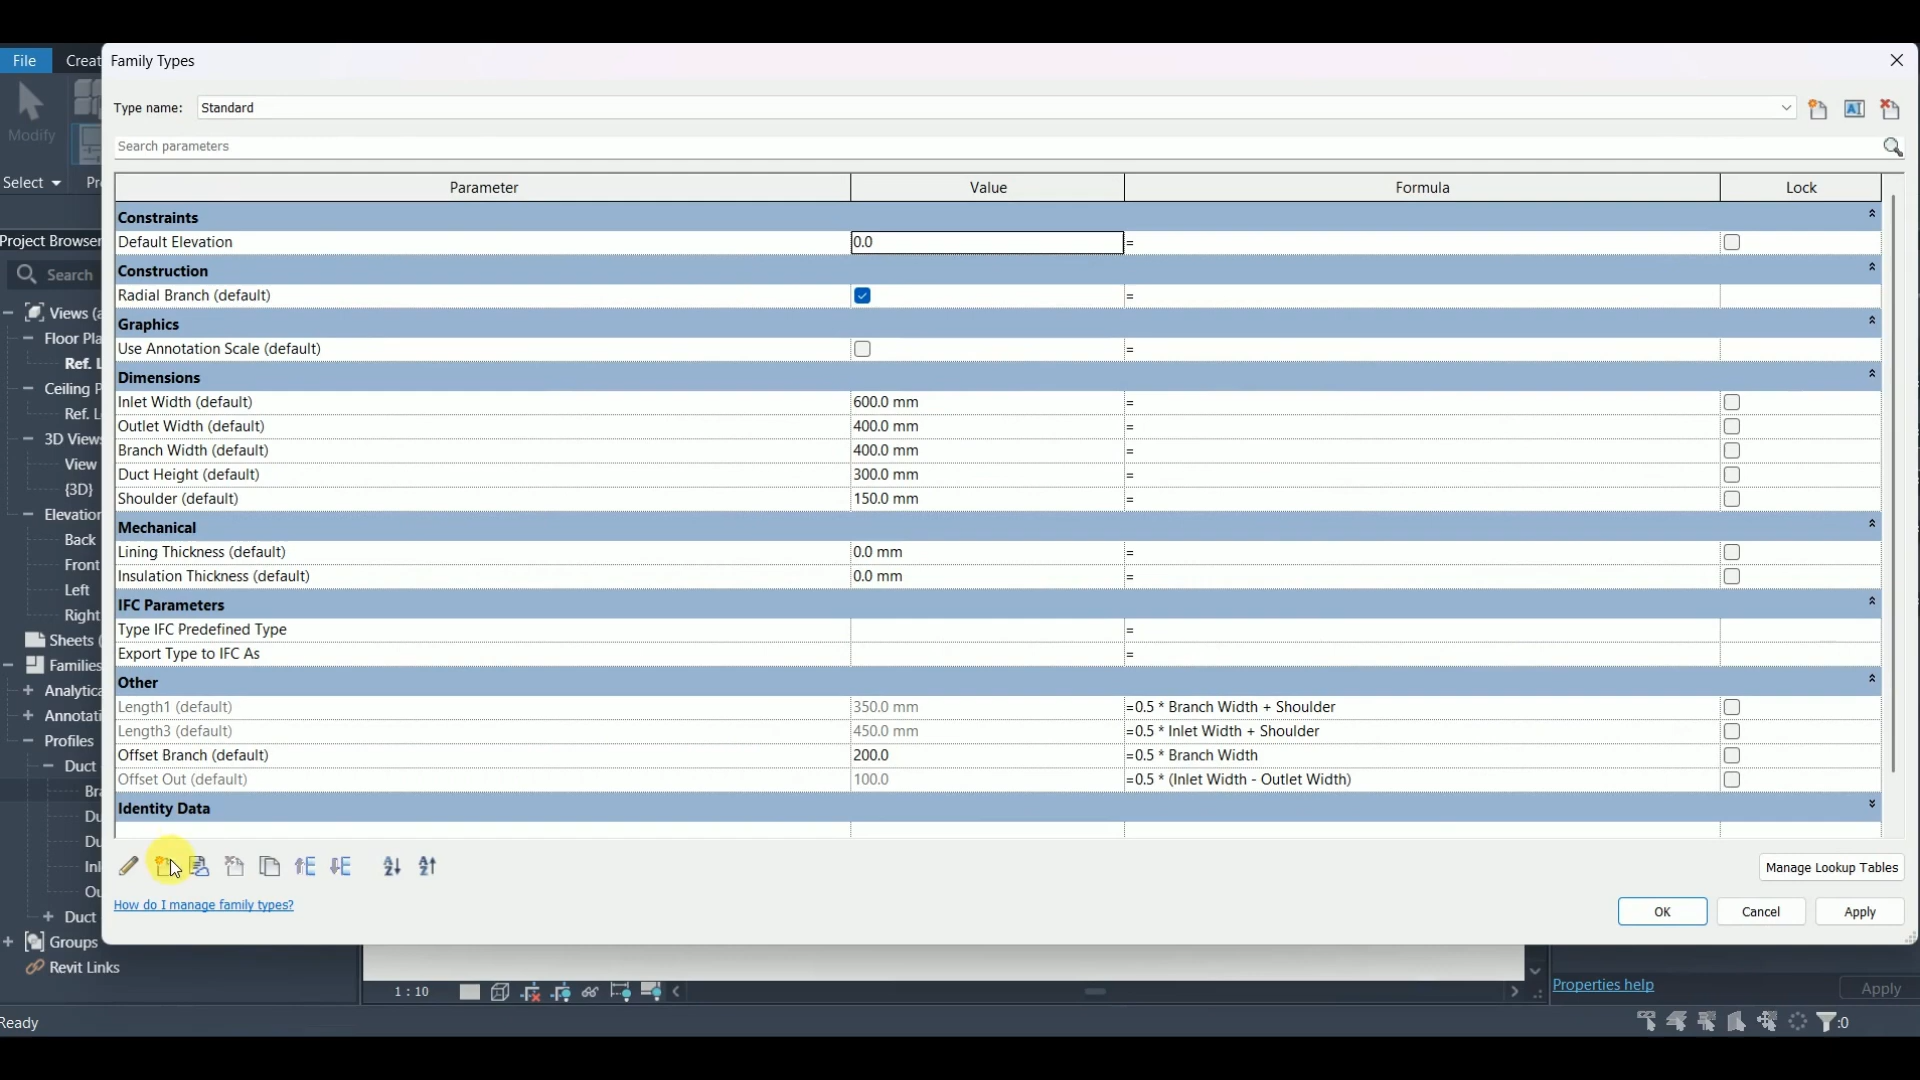 File Creat Family Types
Type name: Standard
Modify
Search parameters
Select
Parameter Value Formula Lock
Constraints
Default Elevation 0.0 =
Project Browser
Construction
Search
Radial Branch (default) =
Views (a
Graphics
Floor Pla
Use Annotation Scale (default) =
Ref. L
Dimensions
Ceiling P
Inlet Width (default) 600.0 mm =
Ref. L
Outlet Width (default) 400.0 mm =
3D Views
Branch Width (default) 400.0 mm =
View
Duct Height (default) 300.0 mm =
{3D}
Shoulder (default) 150.0 mm =
Elevation
Mechanical
Back
Lining Thickness (default) 0.0 mm =
Front
Insulation Thickness (default) 0.0 mm =
Left
IFC Parameters
Right
Type IFC Predefined Type =
Sheets (
Export Type to IFC As =
Families
Other
Analytica
Length1 (default) 350.0 mm =0.5 * Branch Width + Shoulder
Annotati
Length3 (default) 450.0 mm =0.5 * Inlet Width + Shoulder
Profiles
Offset Branch (default) 200.0 =0.5 * Branch Width
Duct
Offset Out (default) 100.0 =0.5 * (Inlet Width - Outlet Width)
Bra
Identity Data
Du
Du
Inl
Manage Lookup Tables
Ou
How do I manage family types?
OK Cancel Apply
Duct
Groups
Revit Links
1 : 10
Properties help Apply
Ready :0